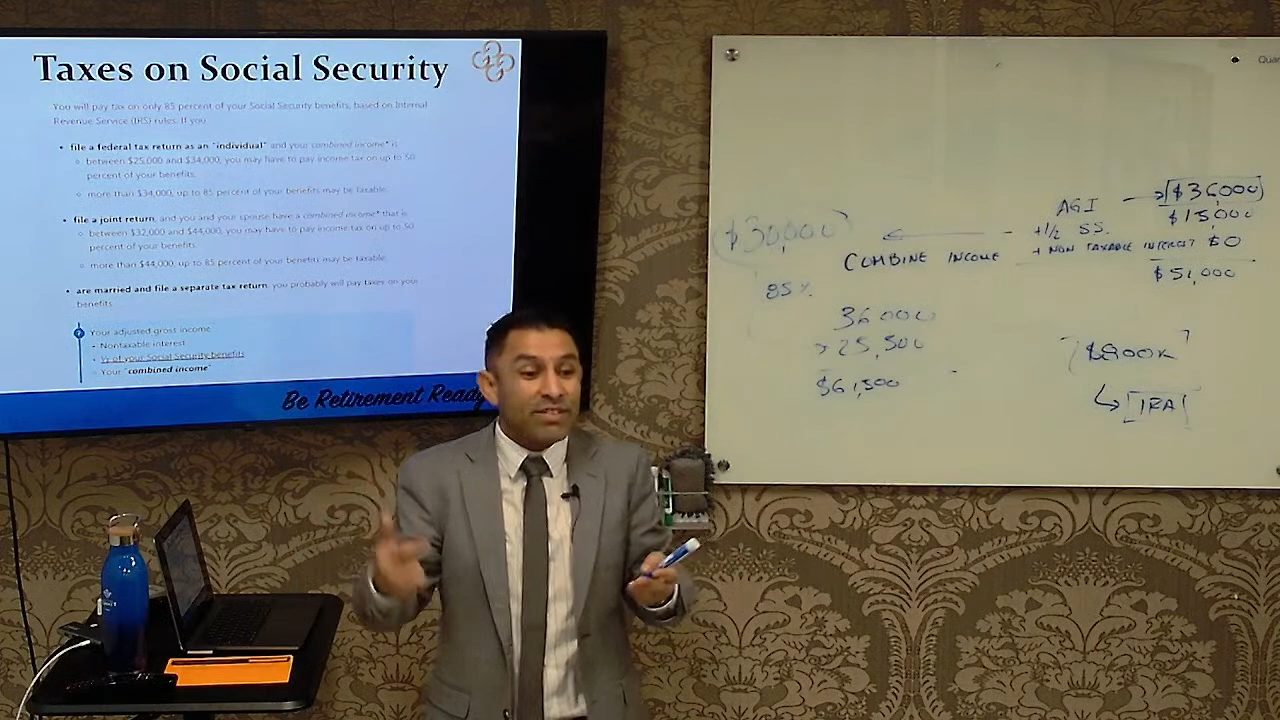 Taxes on Social Security
You will pay tax on only 85 percent of your Social Security benefits, based on Internal
Revenue Service (IRS) rules. If you
• file a federal tax return as an "individual" and your combined income* is
○ between $25,000 and $34,000, you may have to pay income tax on up to 50
percent of your benefits.
○ more than $34,000, up to 85 percent of your benefits may be taxable.
• file a joint return, and you and your spouse have a combined income* that is
○ between $32,000 and $44,000, you may have to pay income tax on up to 50
percent of your benefits.
○ more than $44,000, up to 85 percent of your benefits may be taxable.
• are married and file a separate tax return, you probably will pay taxes on your
benefits.
Your adjusted gross income
+ Nontaxable interest
+ ½ of your Social Security benefits
= Your "combined income"
Be Retirement Ready
AGI → $36,000
+1/2 SS. $15,000
+ NON TAXABLE INTEREST $0
COMBINE INCOME
$51,000
$30,000
85%
36000
+25,500
$61,500
$900K
IRA